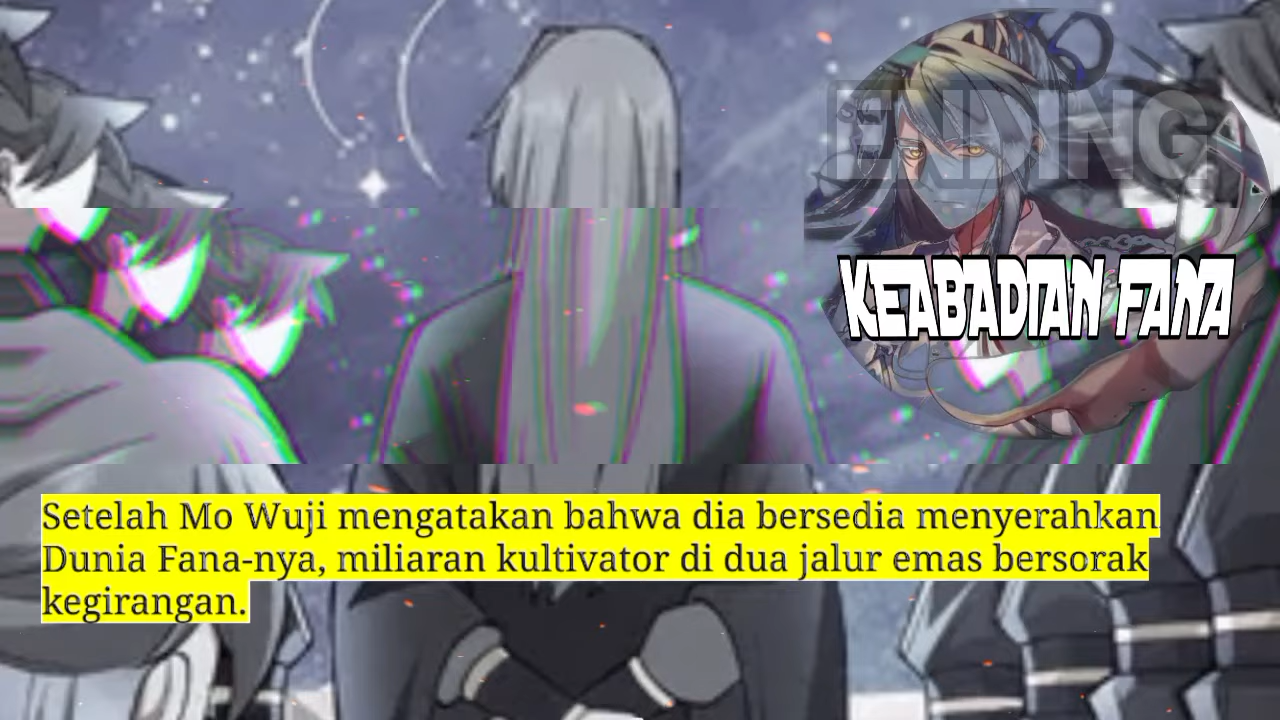 ENDING
KEABADIAN FANA
Setelah Mo Wuji mengatakan bahwa dia bersedia menyerahkan
Dunia Fana-nya, miliaran kultivator di dua jalur emas bersorak
kegirangan.